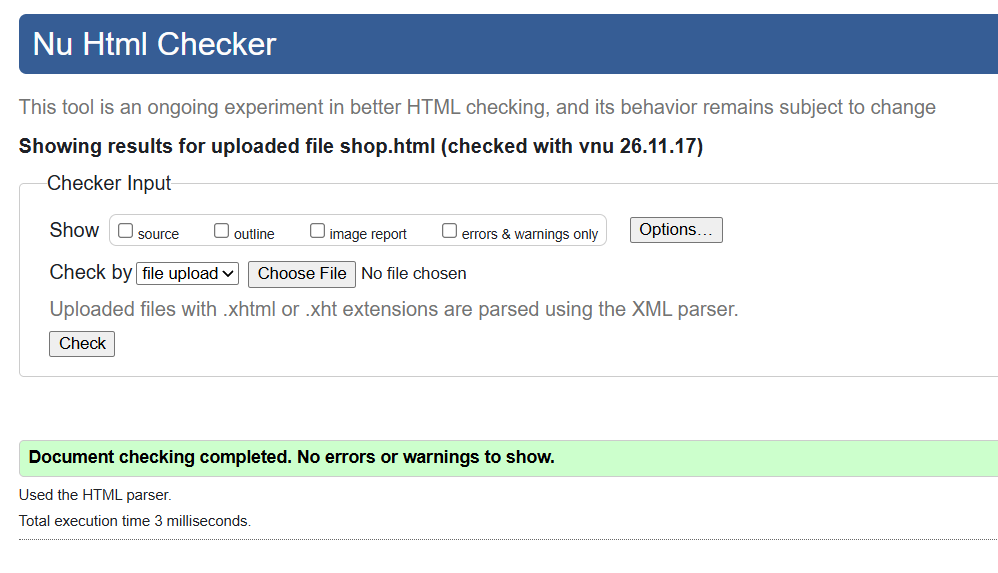 Nu Html Checker
This tool is an ongoing experiment in better HTML checking, and its behavior remains subject to change
Showing results for uploaded file shop.html (checked with vnu 26.11.17)
Checker Input
Show source outline image report errors & warnings only Options...
Check by file upload Choose File No file chosen
Uploaded files with .xhtml or .xht extensions are parsed using the XML parser.
Check
Document checking completed. No errors or warnings to show.
Used the HTML parser.
Total execution time 3 milliseconds.